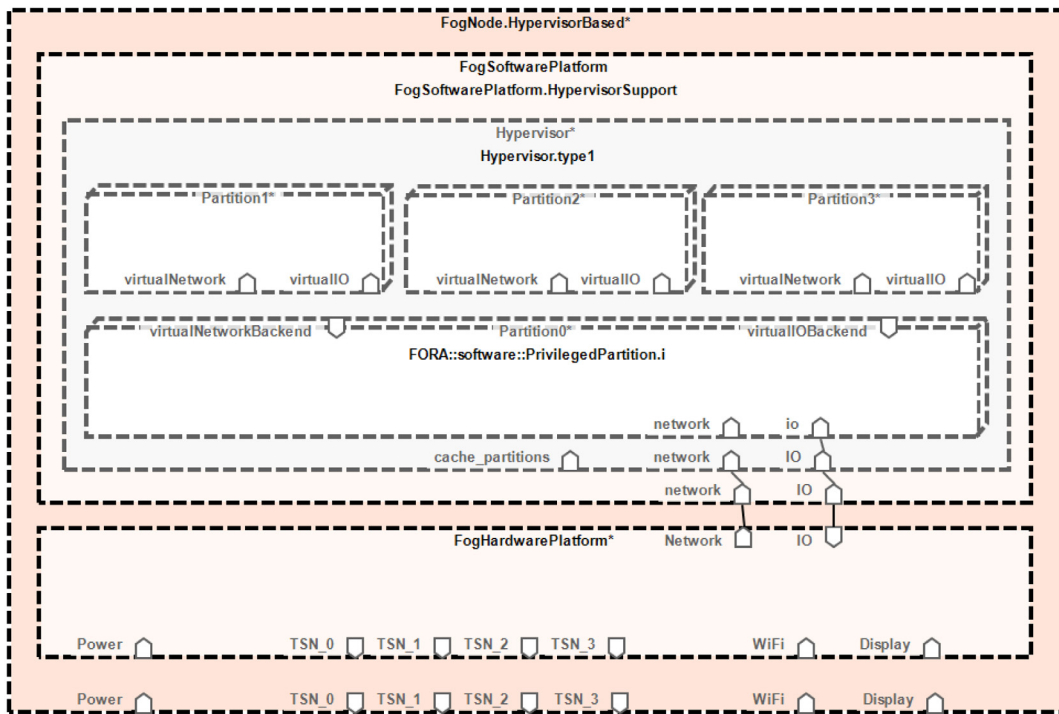 FogNode.HypervisorBased*
FogSoftwarePlatform
FogSoftwarePlatform.HypervisorSupport
Hypervisor*
Hypervisor.type1
Partition1* Partition2* Partition3*
virtualNetwork virtualIO virtualNetwork virtualIO virtualNetwork virtualIO
virtualNetworkBackend Partition0* virtualIOBackend
FORA::software::PrivilegedPartition.i
network io
cache_partitions network IO
network IO
FogHardwarePlatform* Network IO
Power TSN_0 TSN_1 TSN_2 TSN_3 WiFi Display
Power TSN_0 TSN_1 TSN_2 TSN_3 WiFi Display